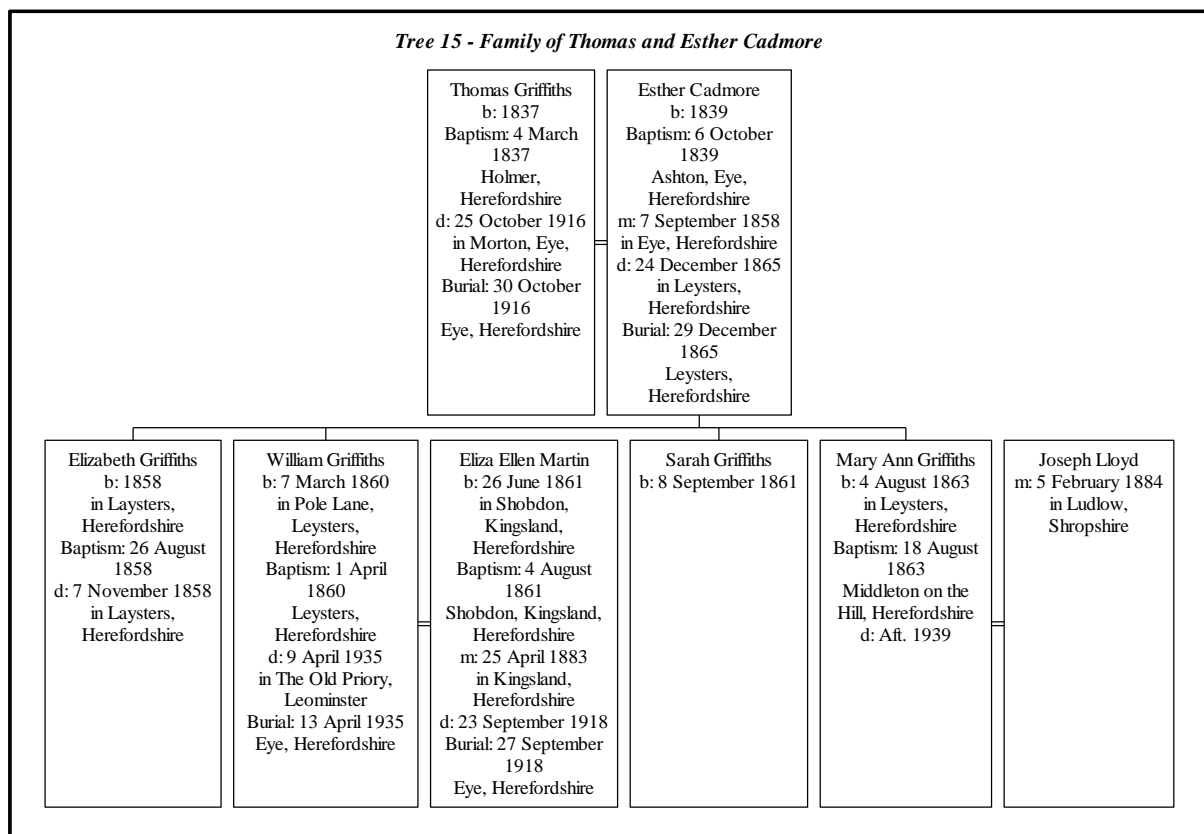 Tree 15 - Family of Thomas and Esther Cadmore
Thomas Griffiths
b: 1837
Baptism: 4 March
1837
Holmer,
Herefordshire
d: 25 October 1916
in Morton, Eye,
Herefordshire
Burial: 30 October
1916
Eye, Herefordshire
Esther Cadmore
b: 1839
Baptism: 6 October
1839
Ashton, Eye,
Herefordshire
m: 7 September 1858
in Eye, Herefordshire
d: 24 December 1865
in Leysters,
Herefordshire
Burial: 29 December
1865
Leysters,
Herefordshire
Elizabeth Griffiths
b: 1858
in Laysters,
Herefordshire
Baptism: 26 August
1858
d: 7 November 1858
in Laysters,
Herefordshire
William Griffiths
b: 7 March 1860
in Pole Lane,
Leysters,
Herefordshire
Baptism: 1 April
1860
Leysters,
Herefordshire
d: 9 April 1935
in The Old Priory,
Leominster
Burial: 13 April 1935
Eye, Herefordshire
Eliza Ellen Martin
b: 26 June 1861
in Shobdon,
Kingsland,
Herefordshire
Baptism: 4 August
1861
Shobdon, Kingsland,
Herefordshire
m: 25 April 1883
in Kingsland,
Herefordshire
d: 23 September 1918
Burial: 27 September
1918
Eye, Herefordshire
Sarah Griffiths
b: 8 September 1861
Mary Ann Griffiths
b: 4 August 1863
in Leysters,
Herefordshire
Baptism: 18 August
1863
Middleton on the
Hill, Herefordshire
d: Aft. 1939
Joseph Lloyd
m: 5 February 1884
in Ludlow,
Shropshire